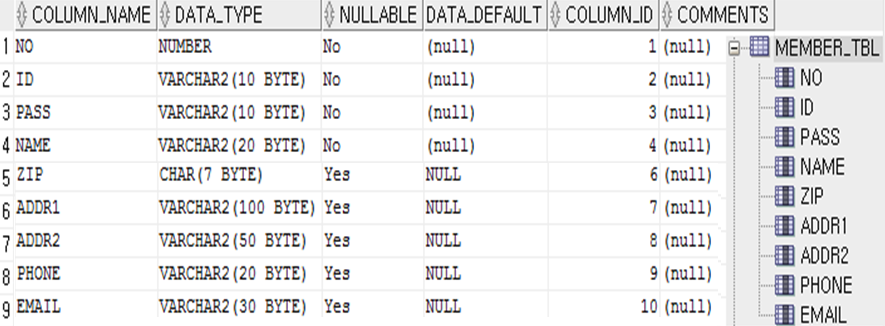 COLUMN_NAME DATA_TYPE NULLABLE DATA_DEFAULT COLUMN_ID COMMENTS
1 NO NUMBER No (null) 1 (null)
2 ID VARCHAR2(10 BYTE) No (null) 2 (null)
3 PASS VARCHAR2(10 BYTE) No (null) 3 (null)
4 NAME VARCHAR2(20 BYTE) No (null) 4 (null)
5 ZIP CHAR(7 BYTE) Yes NULL 6 (null)
6 ADDR1 VARCHAR2(100 BYTE) Yes NULL 7 (null)
7 ADDR2 VARCHAR2(50 BYTE) Yes NULL 8 (null)
8 PHONE VARCHAR2(20 BYTE) Yes NULL 9 (null)
9 EMAIL VARCHAR2(30 BYTE) Yes NULL 10 (null)
MEMBER_TBL
NO
ID
PASS
NAME
ZIP
ADDR1
ADDR2
PHONE
EMAIL